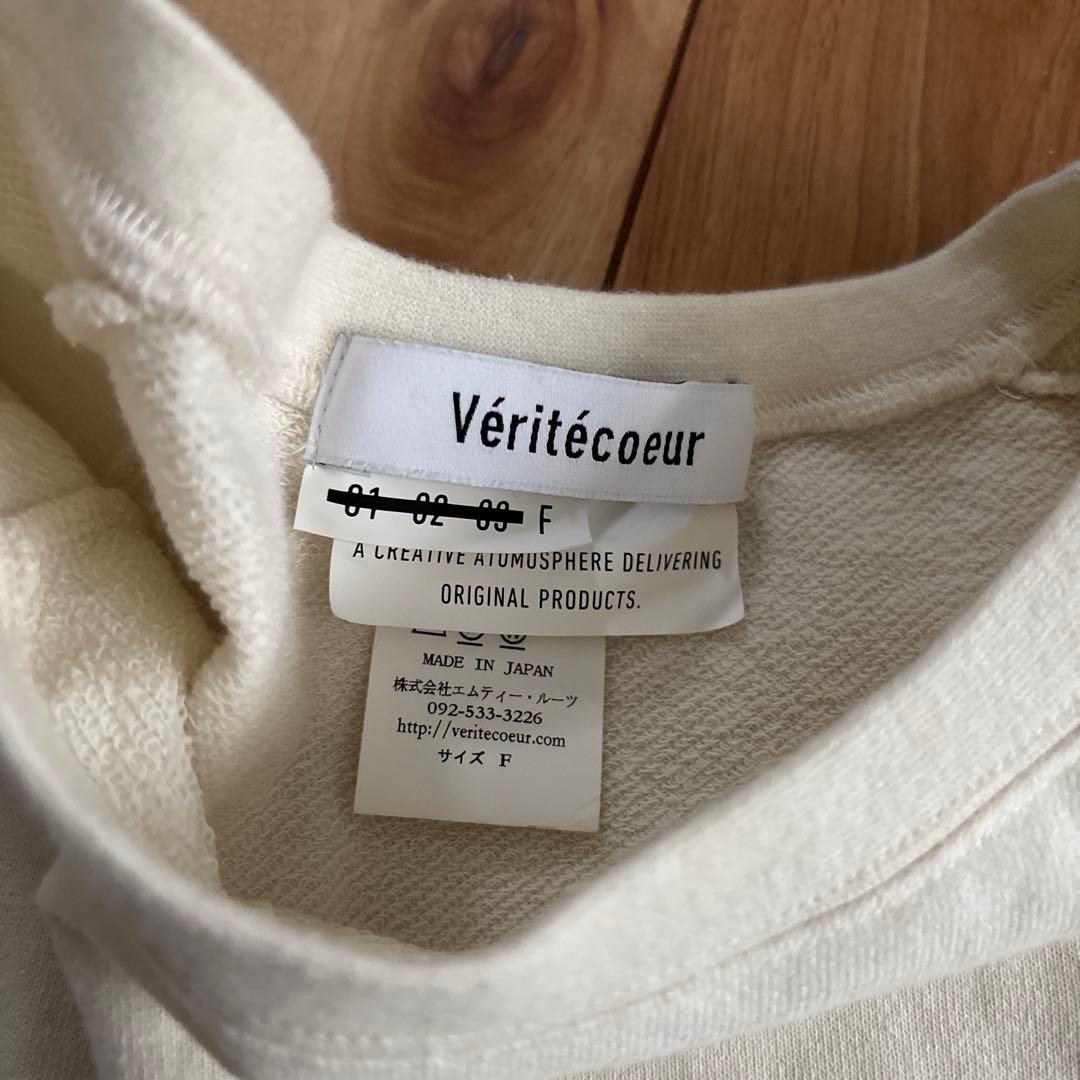 Véritécoeur
01 02 03 F
A CREATIVE ATOMUSPHERE DELIVERING
ORIGINAL PRODUCTS.
MADE IN JAPAN
株式会社エムティー・ルーツ
092-533-3226
http://veritecoeur.com
サイズ F